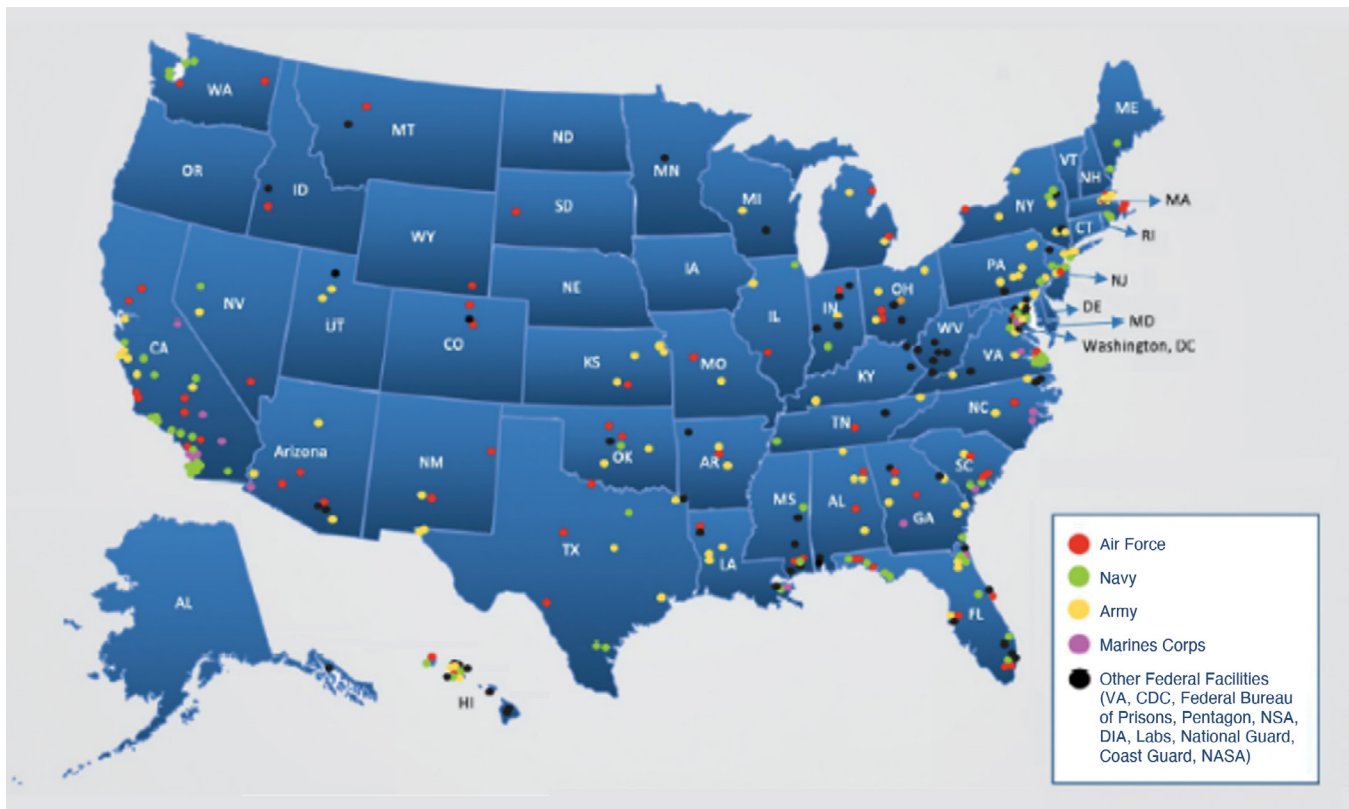 WA
MT
ND
MN
ME
VT
NH
OR
ID
SD
MI
NY
MA
WY
CT
RI
IA
PA
NV
NE
OH
NJ
UT
IL
IN
DE
CO
WV
MD
CA
KS
MO
VA
Washington, DC
KY
NC
TN
Arizona
NM
OK
AR
SC
MS
AL
GA
TX
LA
AL
FL
HI
Air Force
Navy
Army
Marines Corps
Other Federal Facilities
(VA, CDC, Federal Bureau
of Prisons, Pentagon, NSA,
DIA, Labs, National Guard,
Coast Guard, NASA)